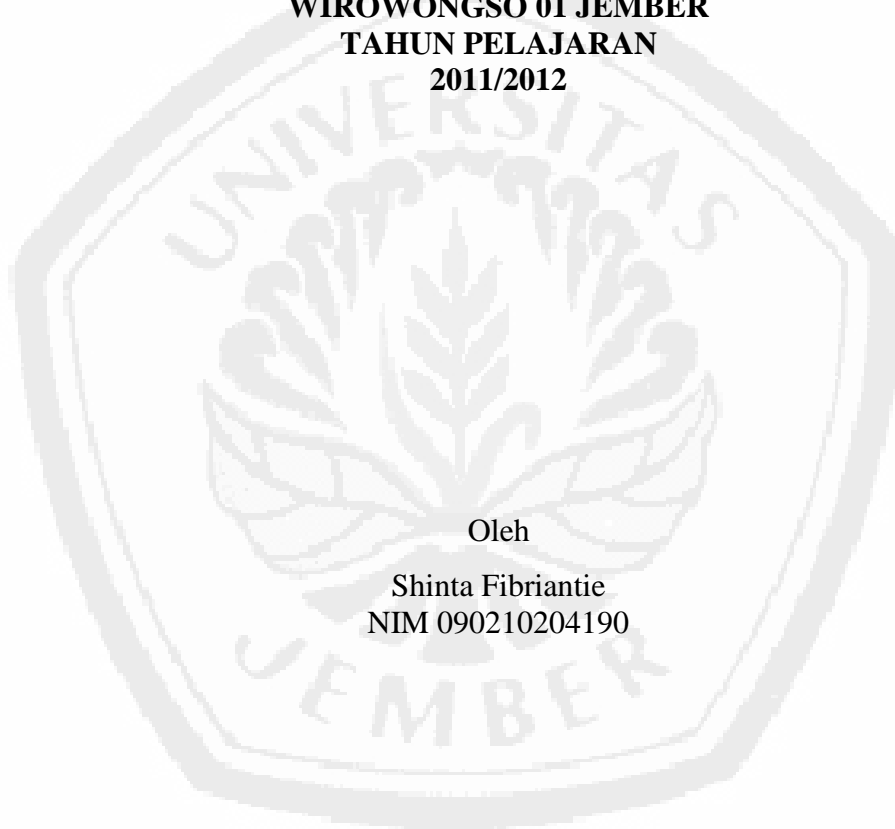 WIROWONGSO 01 JEMBER
TAHUN PELAJARAN
2011/2012
UNIVERSITAS
Oleh
Shinta Fibriantie
NIM 090210204190
JEMBER